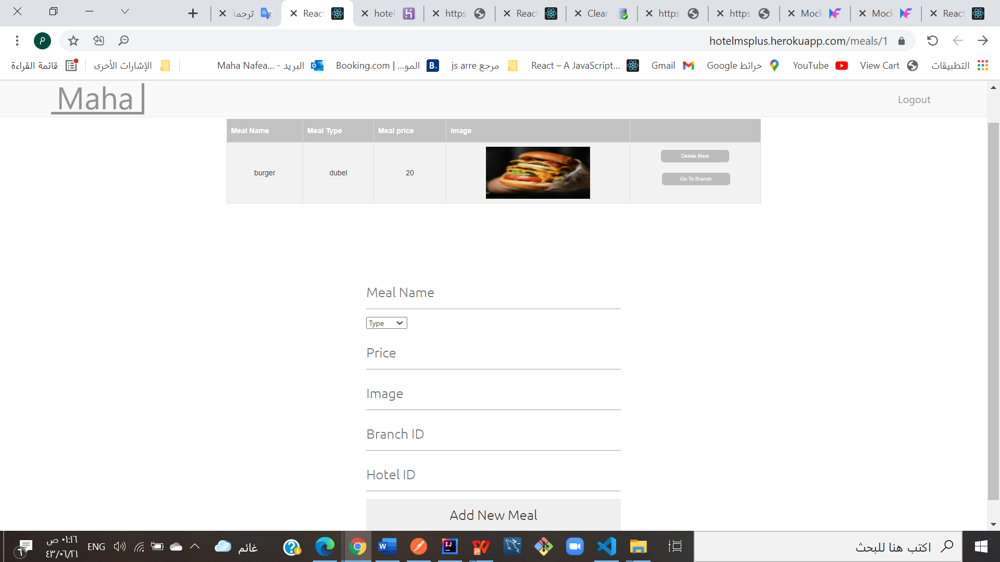 ترجمة
React
hotel
https
React
Clear
https
https
Mock
Mock
React
hotelmsplus.herokuapp.com/meals/1
التطبيقات
View Cart
YouTube
خرائط Google
Gmail
React – A JavaScript...
مرجع js arre
Booking.com | المو...
البريد - Maha Nafea...
الإشارات الأخرى
قائمة القراءة
Maha
Logout
Meal Name Meal Type Meal price Image
burger dubel 20
Delete Meal
Go To Branch
Meal Name
Type
Price
Image
Branch ID
Hotel ID
Add New Meal
اكتب هنا للبحث
غائم
ENG
٠١:١٦ ص
٤٣/٠٦/٢١
٦